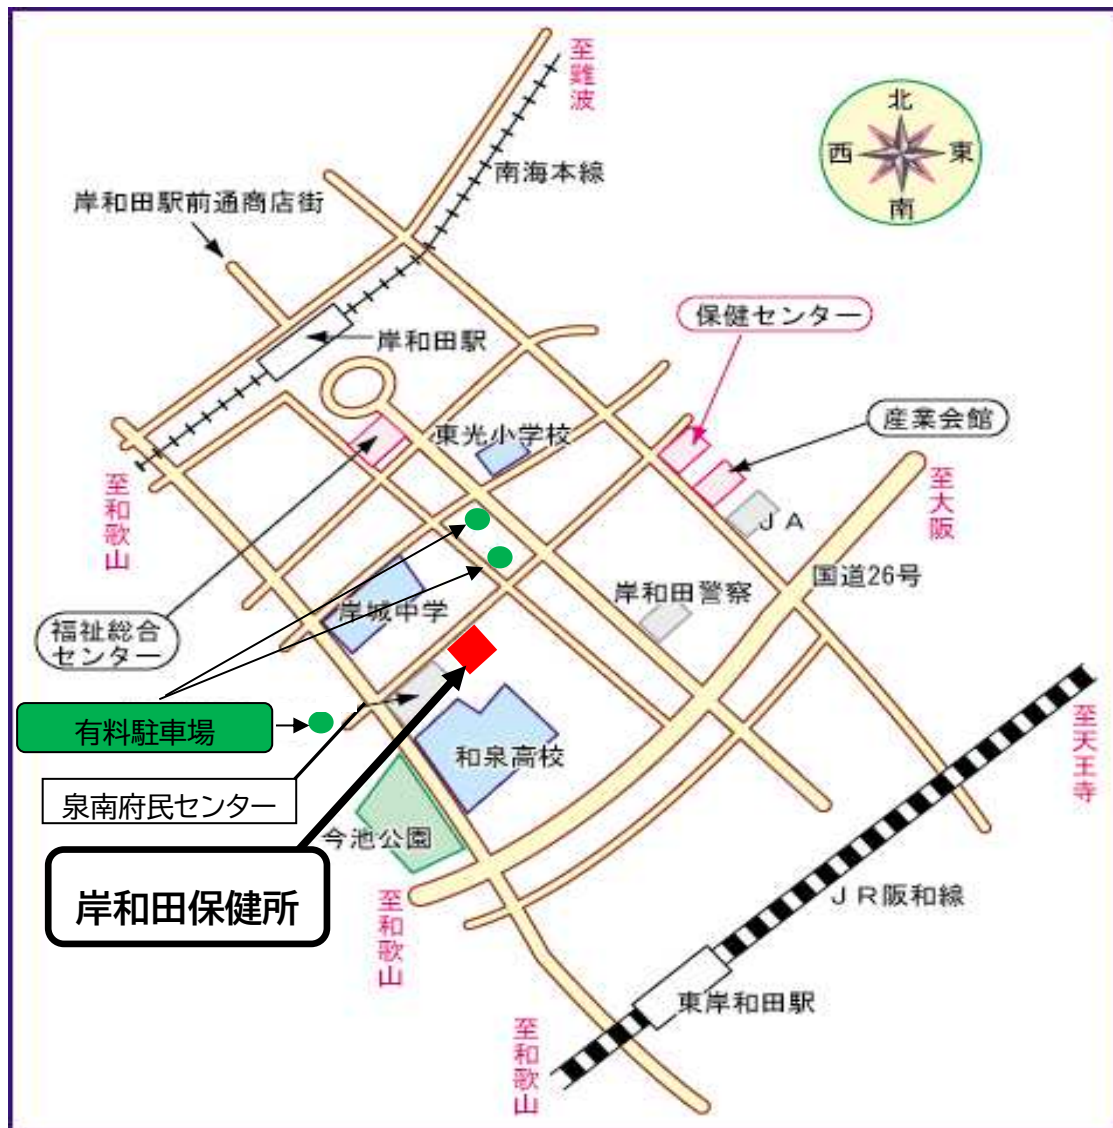 至難波
北
西
東
南
南海本線
岸和田駅前通商店街
保健センター
岸和田駅
産業会館
東光小学校
至和歌山
至大阪
JA
国道26号
岸和田警察
岸城中学
福祉総合
センター
有料駐車場
至天王寺
和泉高校
泉南府民センター
今池公園
岸和田保健所
至和歌山
JR阪和線
東岸和田駅
至和歌山